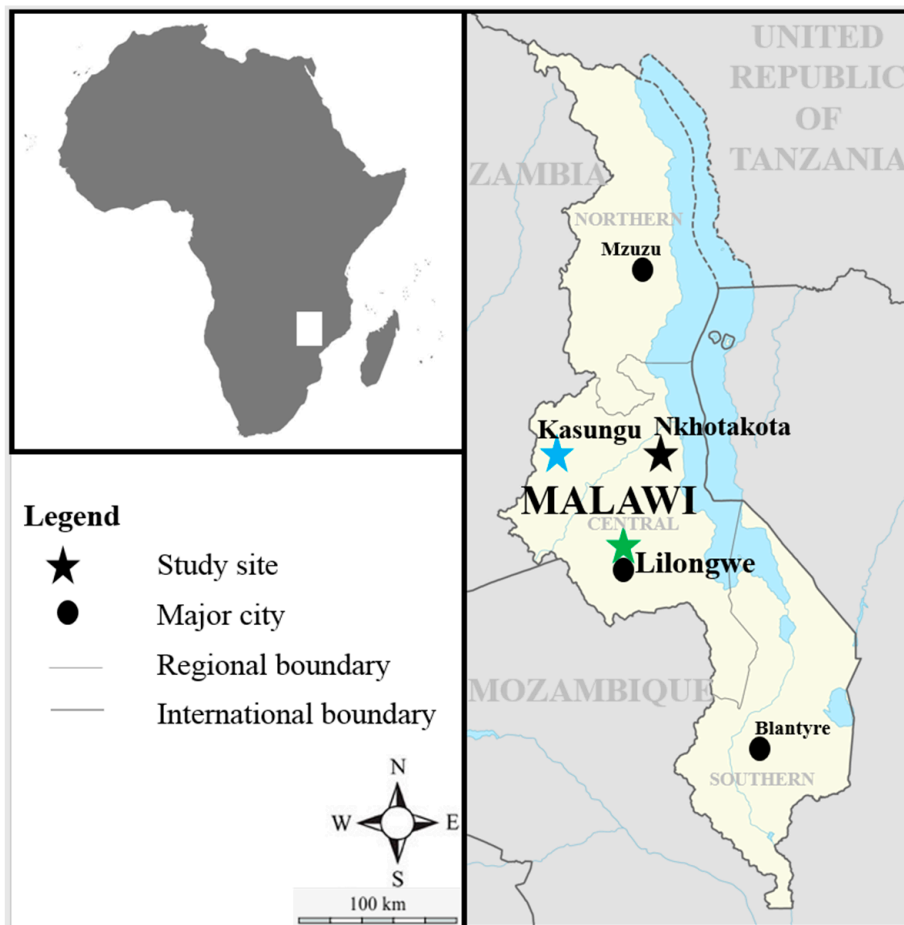 UNITED
REPUBLIC
OF
TANZANIA
ZAMBIA
NORTHERN
Mzuzu
Kasungu
Nkhotakota
MALAWI
CENTRAL
Lilongwe
MOZAMBIQUE
Blantyre
SOUTHERN
Legend
Study site
Major city
Regional boundary
International boundary
N
W E
S
100 km